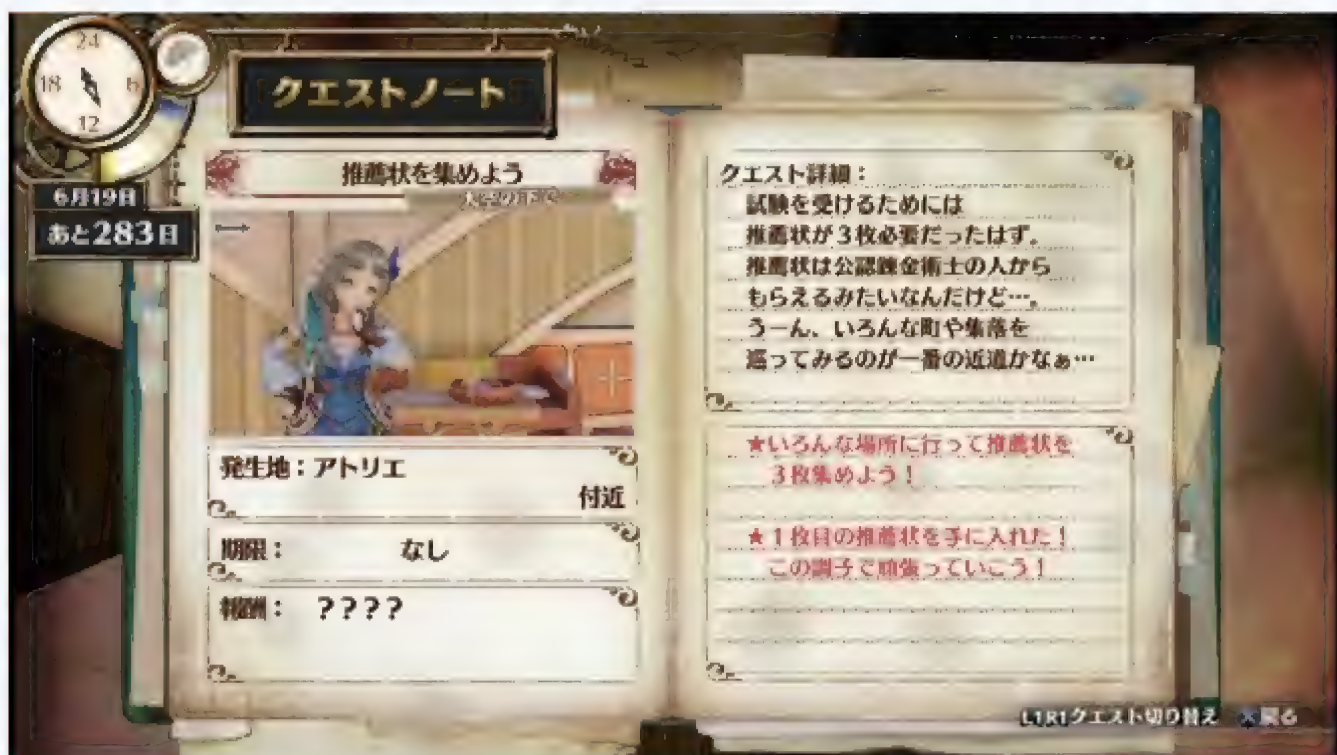 24
18
6
12
クエストノート
6月19日
あと283日
推薦状を集めよう
大空の下で
発生地：アトリエ
付近
期限： なし
報酬： ????
クエスト詳細：
試験を受けるためには
推薦状が3枚必要だったはず。
推薦状は公認錬金術士の人から
もらえるみたいなんだけど…。
うーん、いろんな町や集落を
巡ってみるのが一番の近道かなぁ…
★いろんな場所に行って推薦状を
3枚集めよう！
★1枚目の推薦状を手に入れた！
この調子で頑張っていこう！
L1R1クエスト切り替え ×戻る